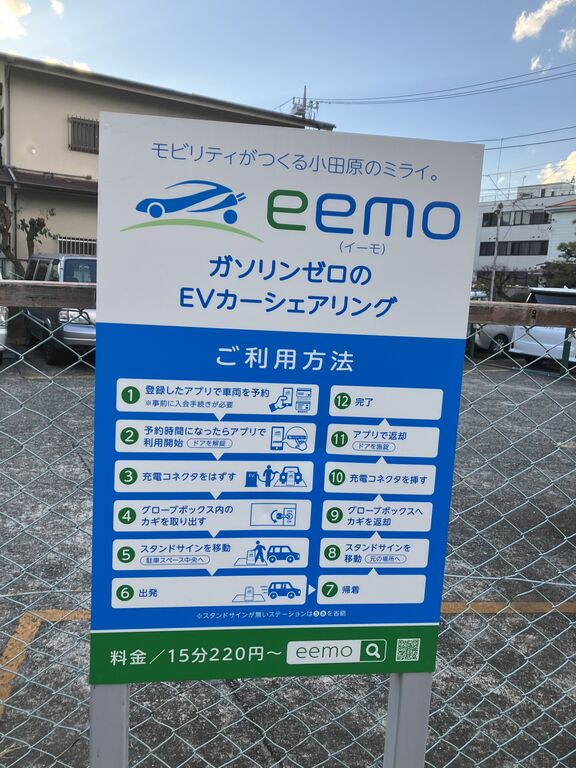 モビリティがつくる小田原のミライ。
eemo
(イーモ)
ガソリンゼロの
EVカーシェアリング
ご利用方法
1 登録したアプリで車両を予約
※事前に入会手続きが必要
2 予約時間になったらアプリで
利用開始 (ドアを解錠)
3 充電コネクタをはずす
4 グローブボックス内の
カギを取り出す
5 スタンドサインを移動
(駐車スペース中央へ)
6 出発
7 帰着
8 スタンドサインを
移動 (元の場所へ)
9 グローブボックスへ
カギを返却
10 充電コネクタを挿す
11 アプリで返却
(ドアを施錠)
12 完了
※スタンドサインが無いステーションは5 8を省略
料金／15分220円〜 eemo